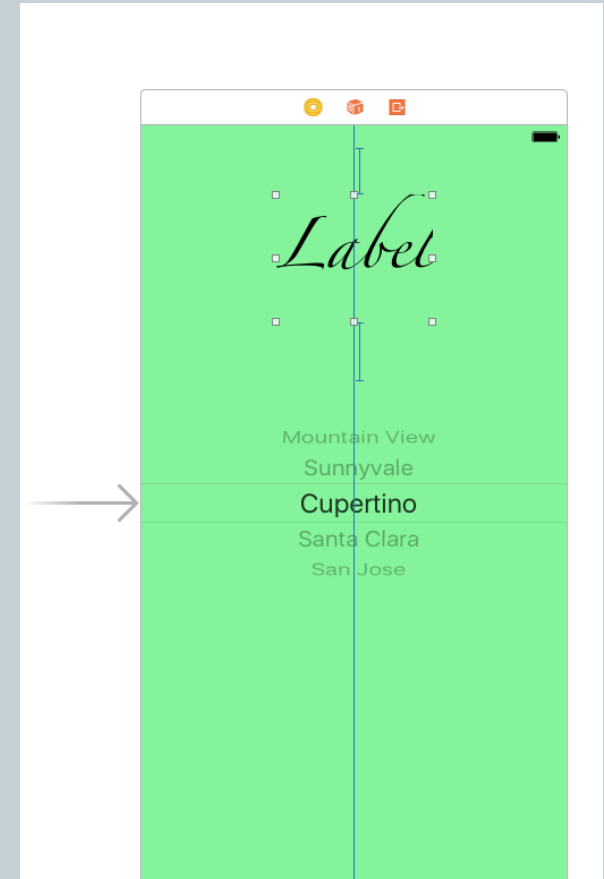 Label
Mountain View
Sunnyvale
Cupertino
Santa Clara
San Jose